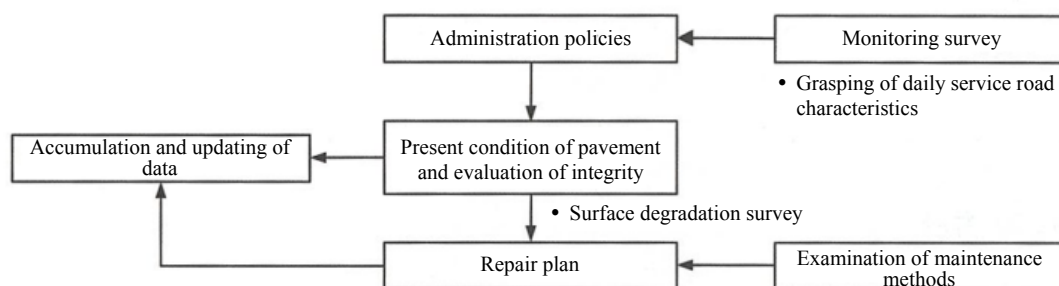 Administration policies
Monitoring survey
• Grasping of daily service road
characteristics
Accumulation and updating of
data
Present condition of pavement
and evaluation of integrity
• Surface degradation survey
Repair plan
Examination of maintenance
methods